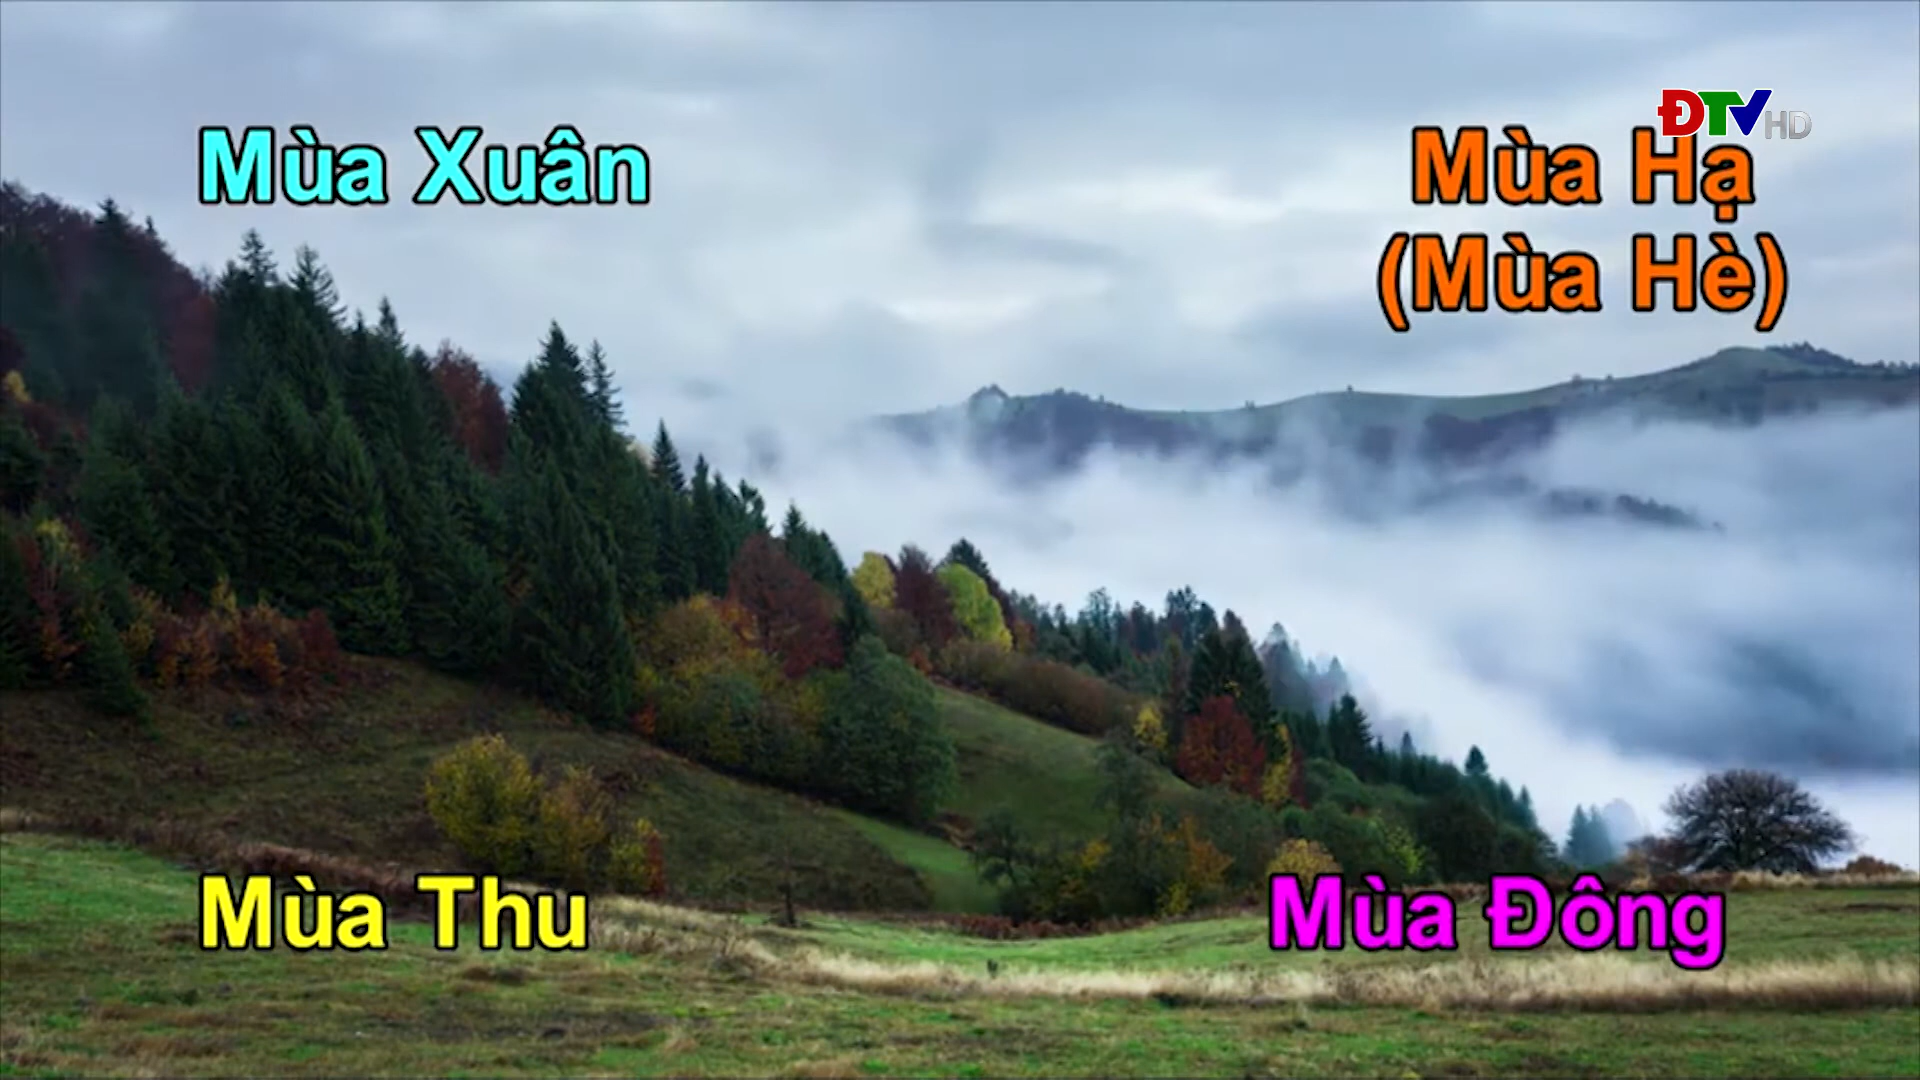 ĐTV HD
Mùa Xuân
Mùa Hạ
(Mùa Hè)
Mùa Thu
Mùa Đông